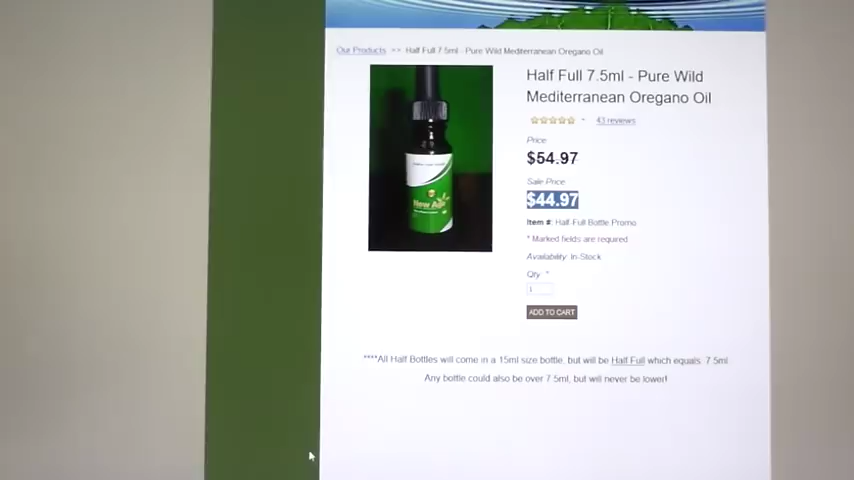 Our Products >> Half Full 7.5ml - Pure Wild Mediterranean Oregano Oil
Half Full 7.5ml - Pure Wild
Mediterranean Oregano Oil
43 reviews
Price
$54.97
Sale Price
$44.97
Item #: Half-Full Bottle Promo
* Marked fields are required
Availability: In-Stock
Qty: *
1
ADD TO CART
New Age
****All Half Bottles will come in a 15ml size bottle, but will be Half Full which equals 7.5ml
Any bottle could also be over 7.5ml, but will never be lower!